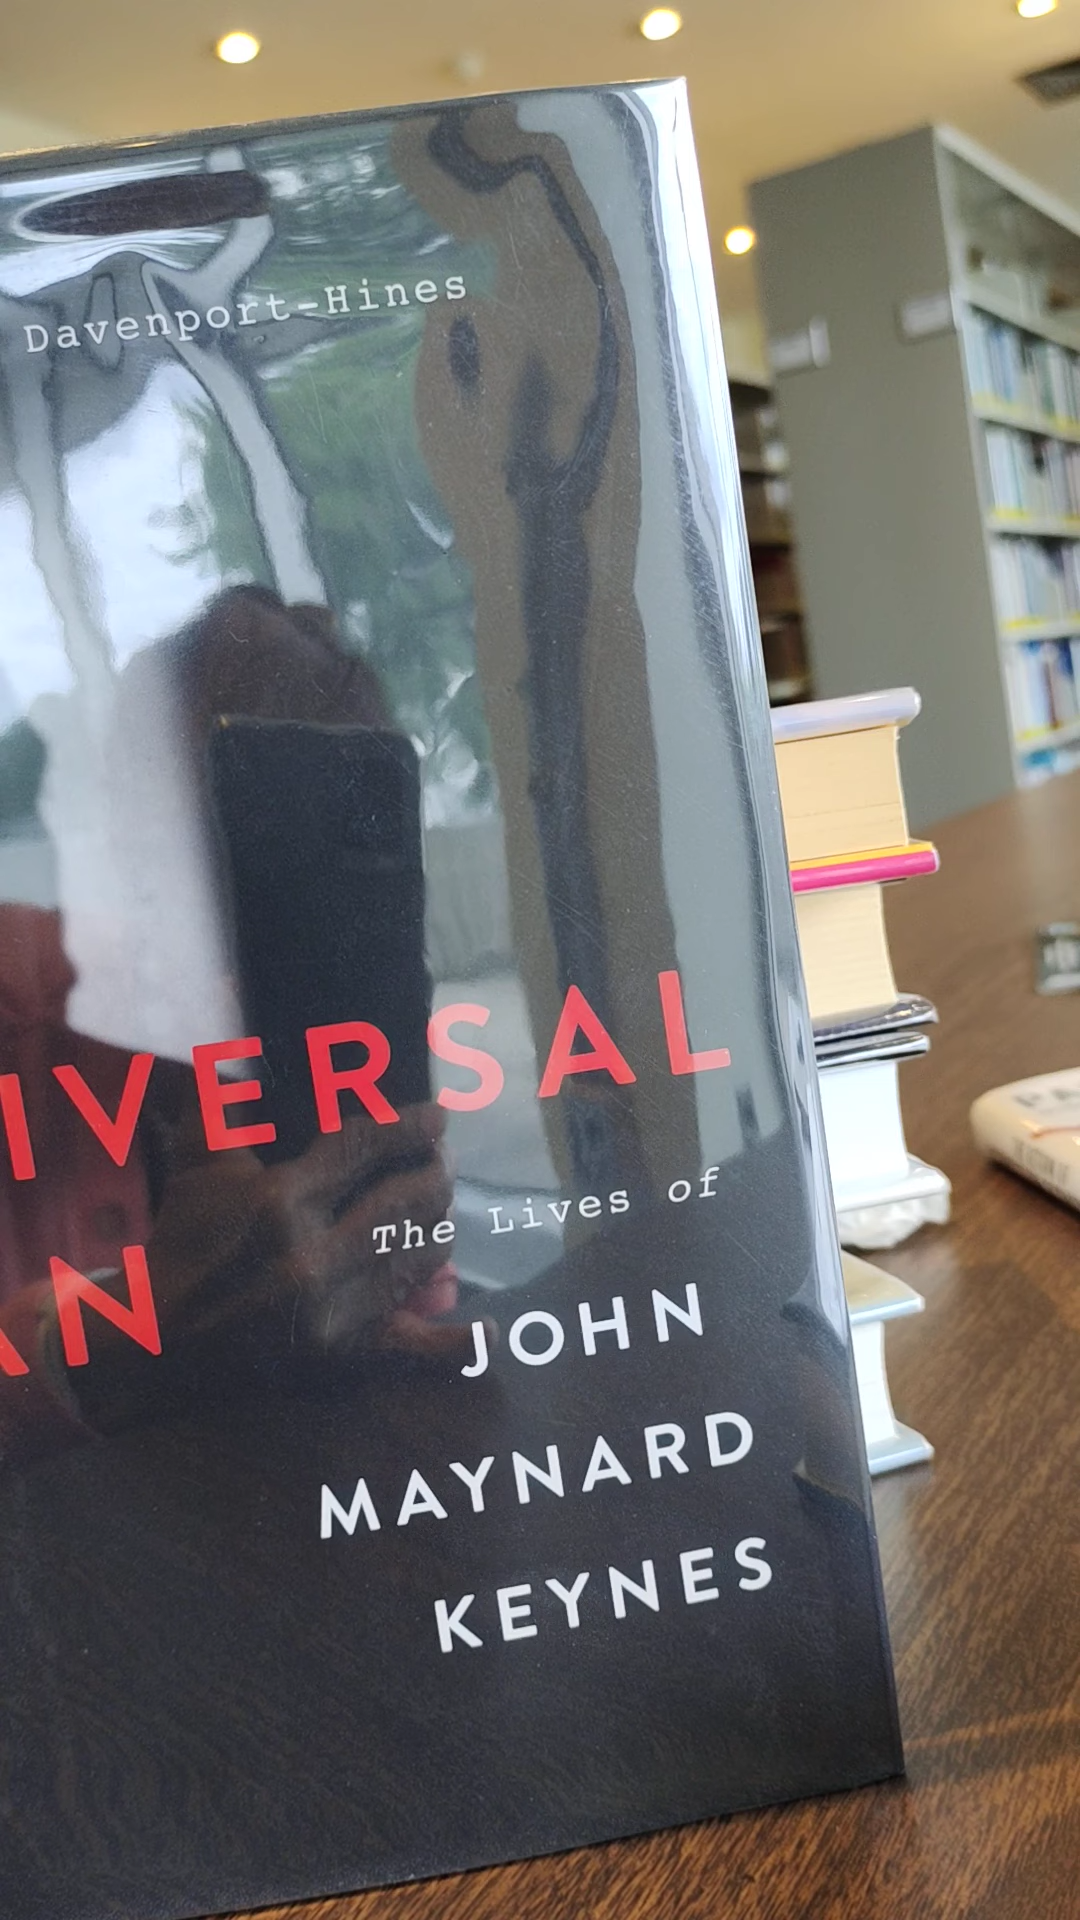 Davenport-Hines
IVERSAL
AN
The Lives of
JOHN
MAYNARD
KEYNES